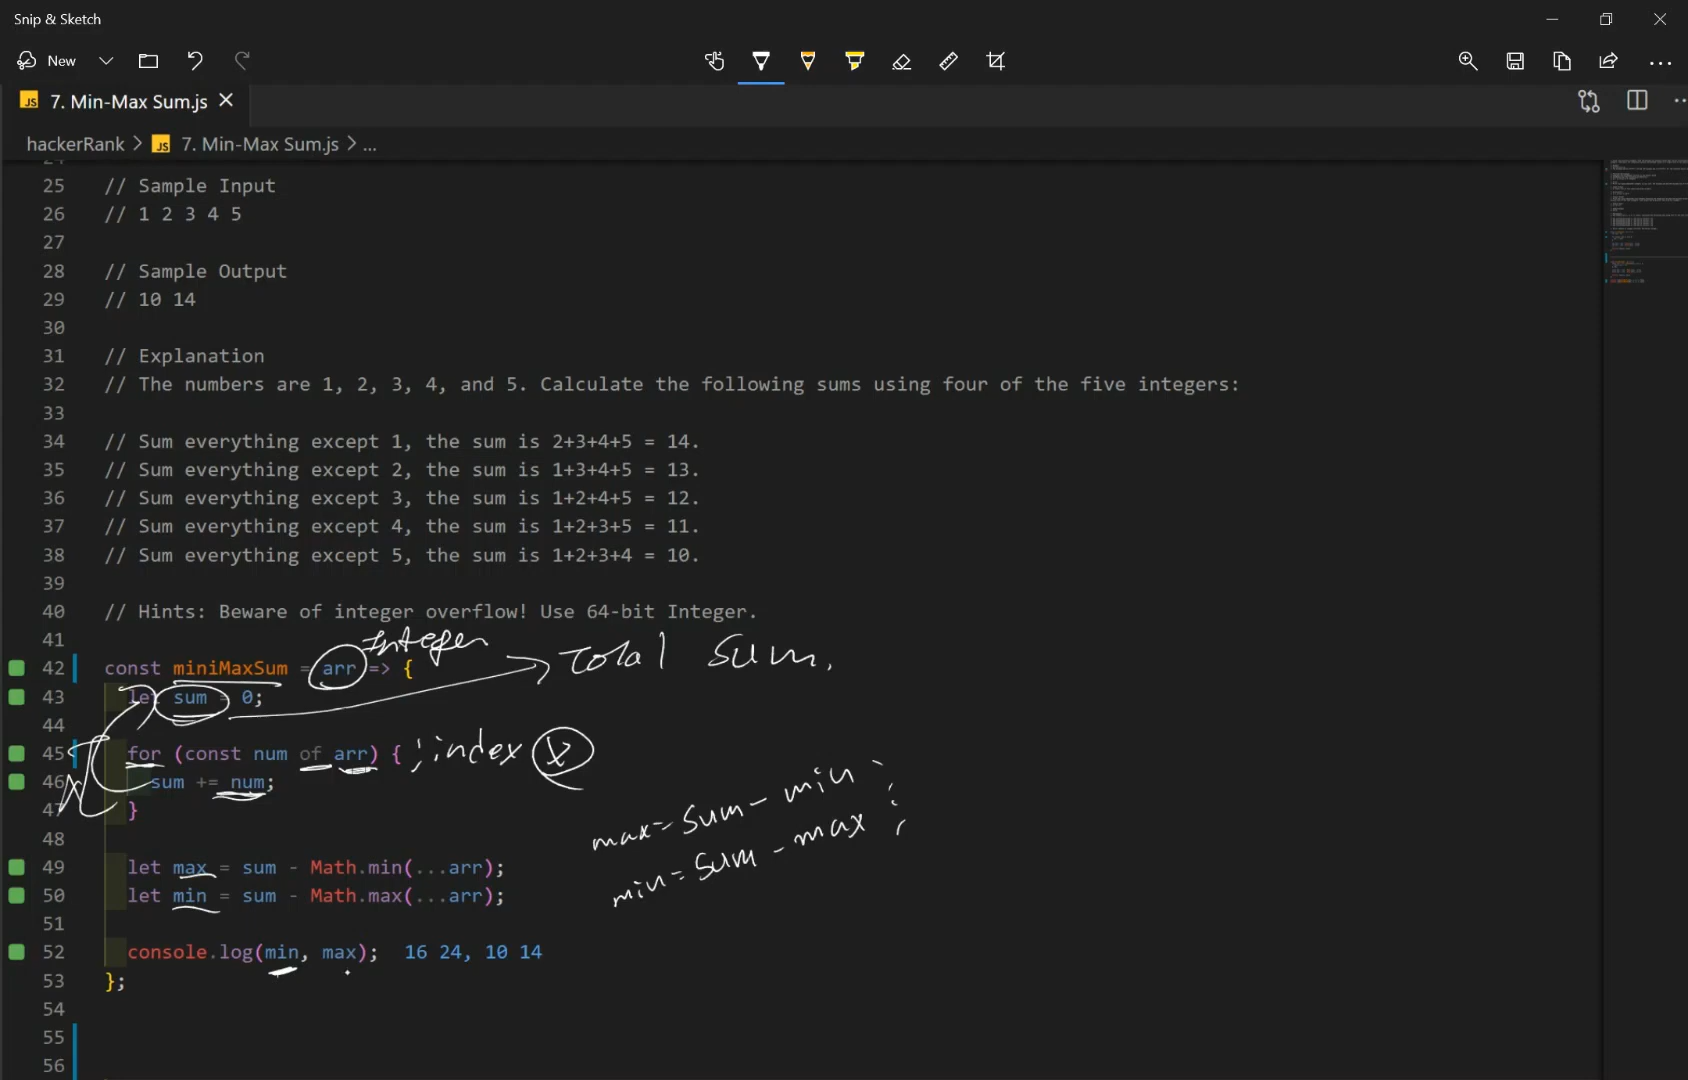 Snip & Sketch
New
7. Min-Max Sum.js
hackerRank > 7. Min-Max Sum.js > ...
24
25 // Sample Input
26 // 1 2 3 4 5
27
28 // Sample Output
29 // 10 14
30
31 // Explanation
32 // The numbers are 1, 2, 3, 4, and 5. Calculate the following sums using four of the five integers:
33
34 // Sum everything except 1, the sum is 2+3+4+5 = 14.
35 // Sum everything except 2, the sum is 1+3+4+5 = 13.
36 // Sum everything except 3, the sum is 1+2+4+5 = 12.
37 // Sum everything except 4, the sum is 1+2+3+5 = 11.
38 // Sum everything except 5, the sum is 1+2+3+4 = 10.
39
40 // Hints: Beware of integer overflow! Use 64-bit Integer.
41
Integer
Total Sum.
42 const miniMaxSum = arr => {
43 let sum = 0;
44
45 for (const num of arr) { ;index x
46 sum += num;
47 }
max = Sum - min ;
min = Sum - max ;
48
49 let max = sum - Math.min(...arr);
50 let min = sum - Math.max(...arr);
51
52 console.log(min, max); 16 24, 10 14
53 };
54
55
56